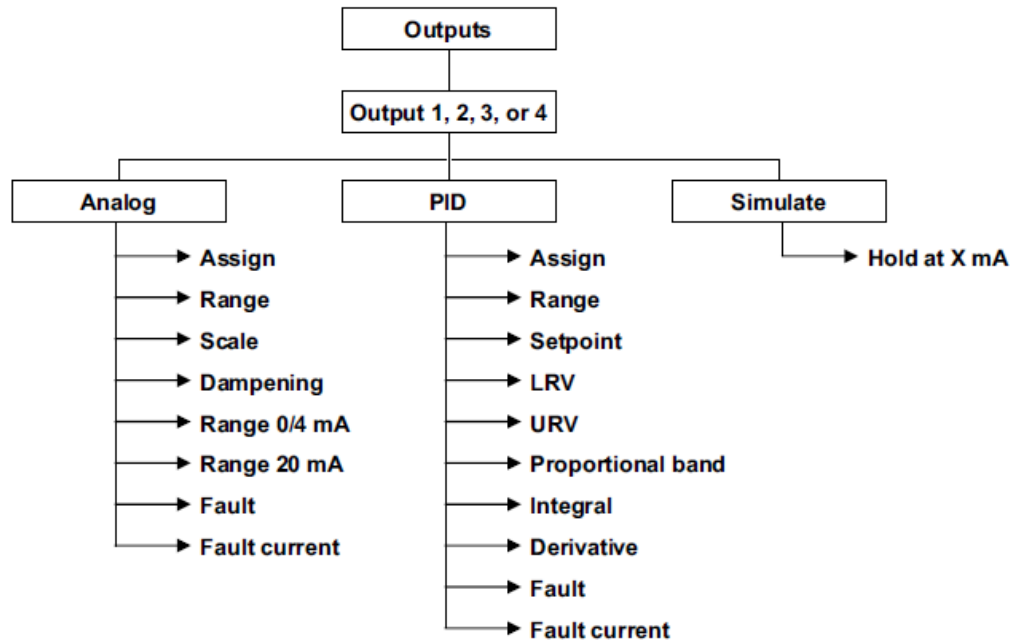 Outputs
Output 1, 2, 3, or 4
Analog
PID
Simulate
Assign
Range
Scale
Dampening
Range 0/4 mA
Range 20 mA
Fault
Fault current
Assign
Range
Setpoint
LRV
URV
Proportional band
Integral
Derivative
Fault
Fault current
Hold at X mA